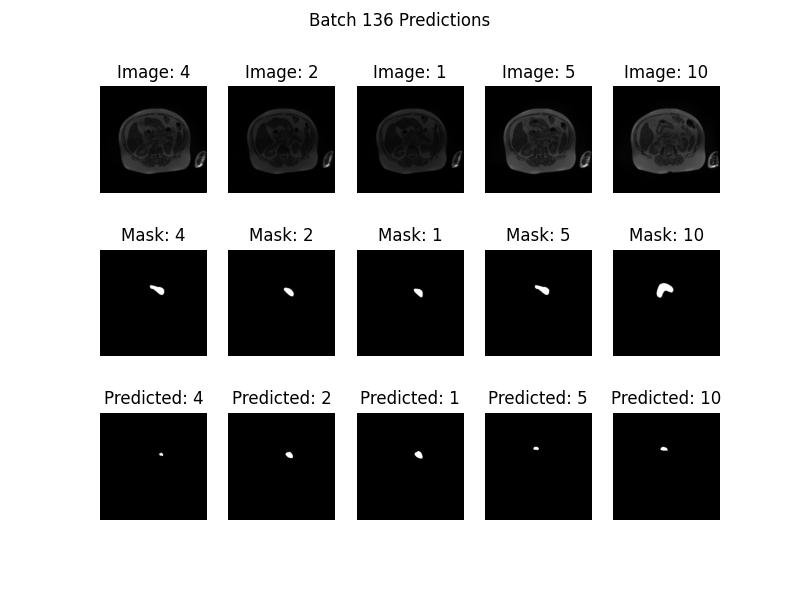 Batch 136 Predictions
Image: 4
Image: 2
Image: 1
Image: 5
Image: 10
Mask: 4
Mask: 2
Mask: 1
Mask: 5
Mask: 10
Predicted: 4
Predicted: 2
Predicted: 1
Predicted: 5
Predicted: 10